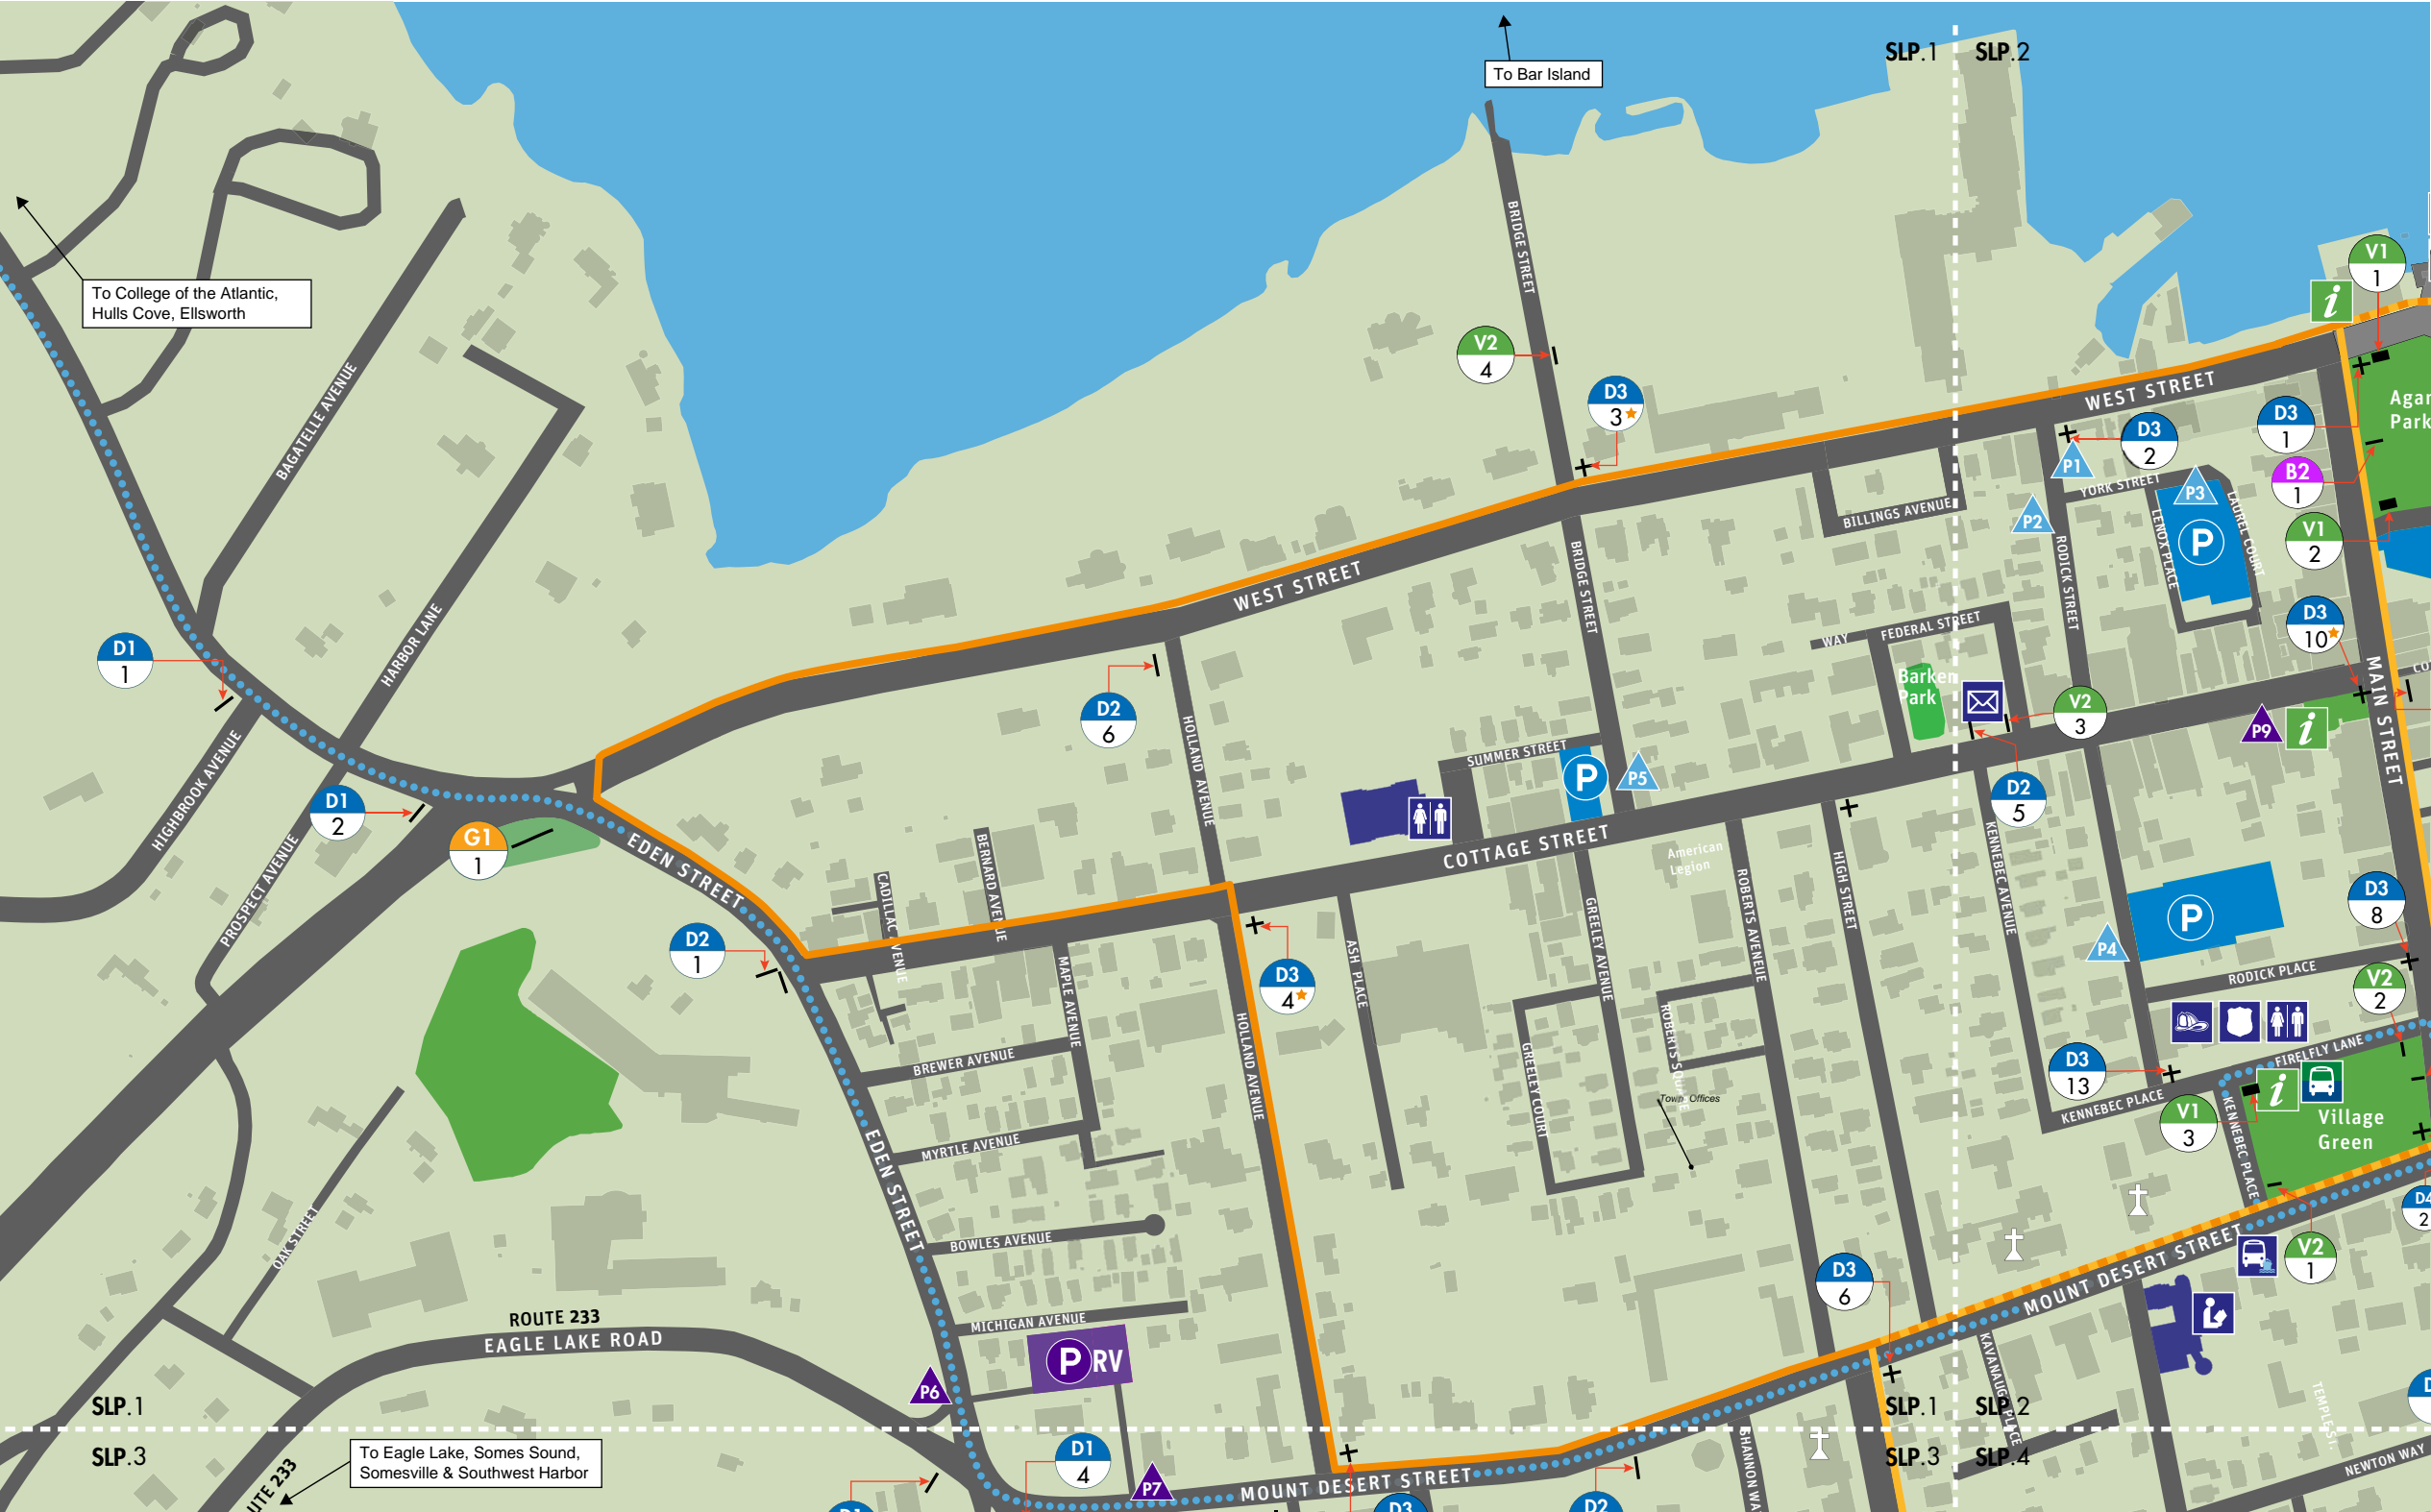 SLP.1
SLP.2
To Bar Island
V1
1
To College of the Atlantic,
Hulls Cove, Ellsworth
BRIDGE STREET
V2
4
D3
3
WEST STREET
Agar
Park
D3
1
D3
2
P1
B2
1
YORK STREET
P3
P2
BILLINGS AVENUE
LENOX PLACE
P
LAUREL COURT
V1
2
BAGATELLE AVENUE
WEST STREET
BRIDGE STREET
RODICK STREET
D3
10
WAY
FEDERAL STREET
HARBOR LANE
D1
1
D2
6
Barken
Park
V2
3
P9
MAIN STREET
CO
HOLLAND AVENUE
SUMMER STREET
P
P5
D2
5
HIGHBROOK AVENUE
D1
2
G1
1
PROSPECT AVENUE
EDEN STREET
COTTAGE STREET
American
Legion
CADILLAC AVENUE
BERNARD AVENUE
HIGH STREET
KENNEBEC AVENUE
D3
8
P
P4
D2
1
MAPLE AVENUE
D3
4
ASH PLACE
GREELEY AVENUE
ROBERTS AVENEUE
RODICK PLACE
V2
2
HOLLAND AVENUE
BREWER AVENUE
GREELEY COURT
ROBERTS SQUARE
Town Offices
D3
13
FIRELFLY LANE
KENNEBEC PLACE
V1
3
KENNEBEC PLACE
Village
Green
MYRTLE AVENUE
EDEN STREET
OAK STREET
BOWLES AVENUE
D4
2
MOUNT DESERT STREET
V2
1
D3
6
ROUTE 233
EAGLE LAKE ROAD
MICHIGAN AVENUE
P RV
P6
KAVANAUGH PLACE
TEMPLE ST.
D
SLP.1
SLP.1
SLP.2
SLP.3
SLP.3
SLP.4
To Eagle Lake, Somes Sound,
Somesville & Southwest Harbor
UTE 233
D1
4
P7
MOUNT DESERT STREET
SHANNON WA
NEWTON WAY
D1
D3
D2